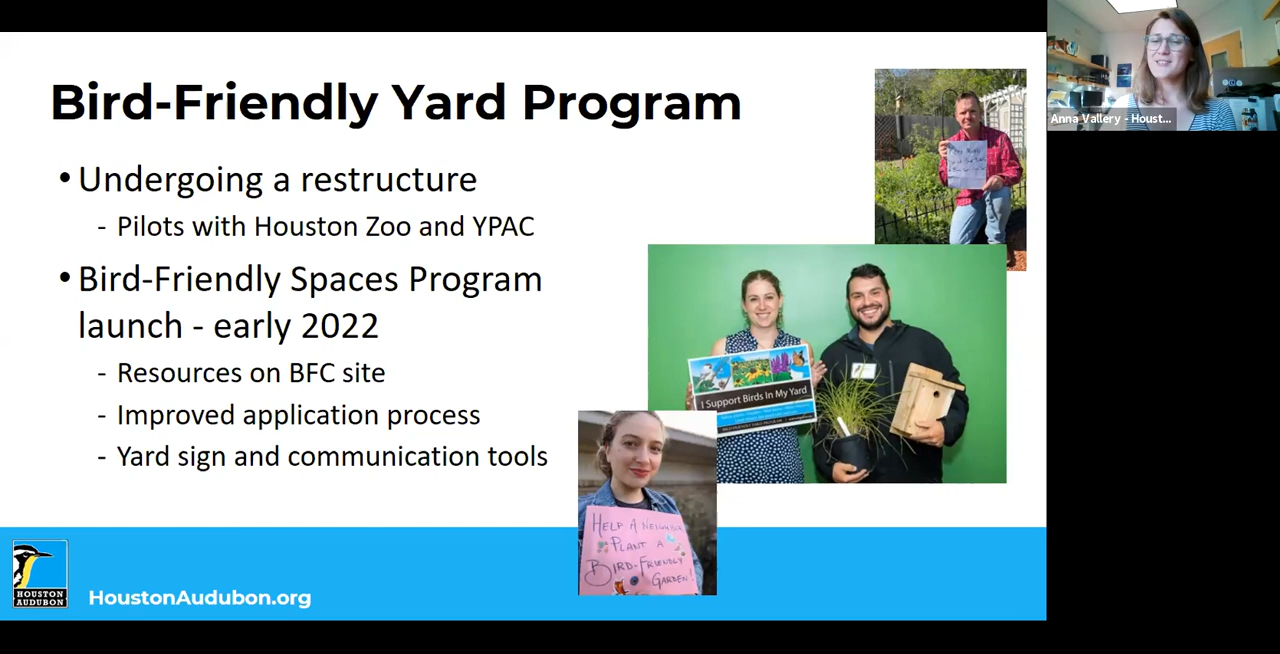 Bird-Friendly Yard Program
• Undergoing a restructure
- Pilots with Houston Zoo and YPAC
• Bird-Friendly Spaces Program
launch - early 2022
- Resources on BFC site
- Improved application process
- Yard sign and communication tools
I Support Birds In My Yard
HELP A NEIGHBOR
PLANT A
BIRD-FRIENDLY
GARDEN!
HOUSTON
AUDUBON
HoustonAudubon.org
Anna Vallery - Houst...